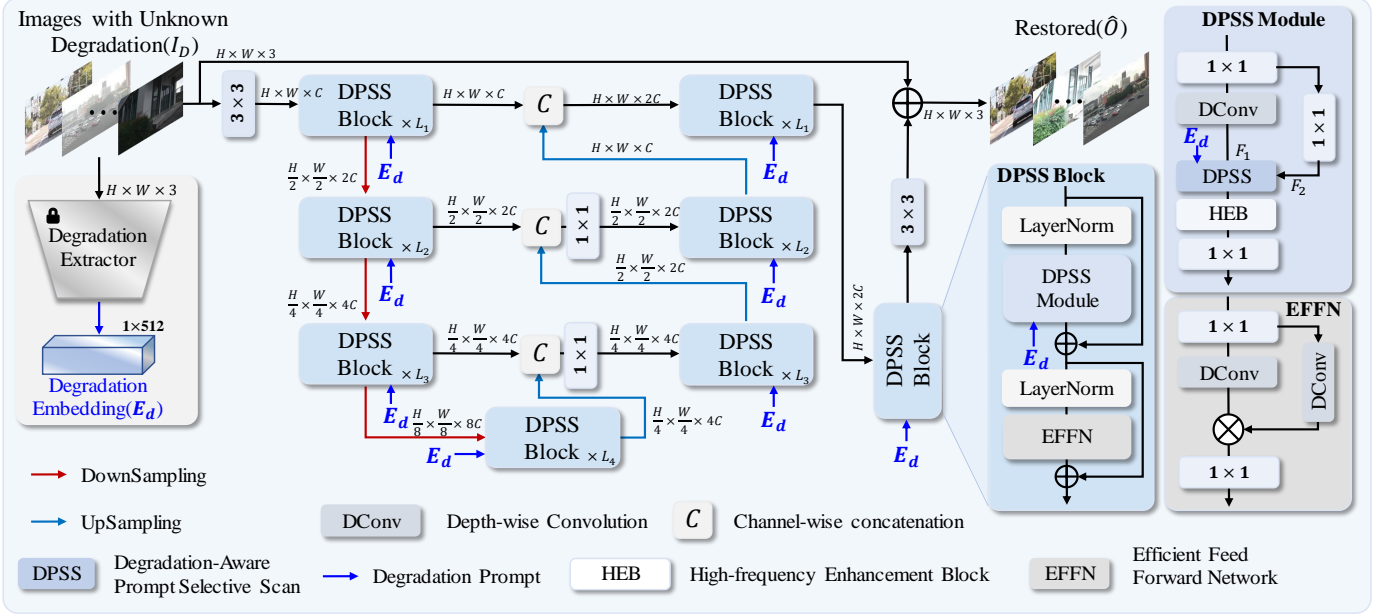 Images with Unknown
Degradation(I_D)
H × W × 3
3 × 3
H × W × C
DPSS
Block × L₁
E_d
H × W × C
C
H × W × 2C
DPSS
Block × L₁
E_d
H × W × C
H/2 × W/2 × 2C
DPSS
Block × L₂
E_d
H/2 × W/2 × 2C
C
1 × 1
H/2 × W/2 × 2C
DPSS
Block × L₂
E_d
H/2 × W/2 × 2C
H/4 × W/4 × 4C
DPSS
Block × L₃
E_d
H/4 × W/4 × 4C
C
1 × 1
H/4 × W/4 × 4C
DPSS
Block × L₃
E_d
H/8 × W/8 × 8C
E_d
DPSS
Block × L₄
H/4 × W/4 × 4C
H × W × 3
Degradation
Extractor
1×512
Degradation
Embedding(E_d)
H × W × 2C
DPSS
Block
E_d
3 × 3
H × W × 3
Restored(Ô)
DPSS Block
LayerNorm
DPSS
Module
E_d
LayerNorm
EFFN
DPSS Module
1 × 1
DConv
1 × 1
E_d
F₁
F₂
DPSS
HEB
1 × 1
EFFN
1 × 1
DConv
DConv
1 × 1
DownSampling
UpSampling
DConv
Depth-wise Convolution
C
Channel-wise concatenation
DPSS
Degradation-Aware
Prompt Selective Scan
Degradation Prompt
HEB
High-frequency Enhancement Block
EFFN
Efficient Feed
Forward Network